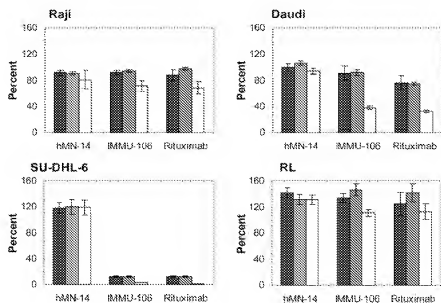 Raji
Percent
160
120
80
40
0
hMN-14 IMMU-106 Rituximab
Daudi
Percent
160
120
80
40
0
hMN-14 IMMU-106 Rituximab
SU-DHL-6
Percent
160
120
80
40
0
hMN-14 IMMU-106 Rituximab
RL
Percent
160
120
80
40
0
hMN-14 IMMU-106 Rituximab